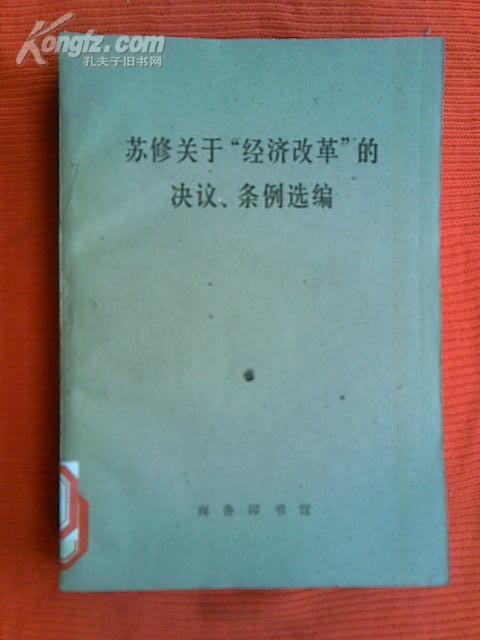 Kongfz.com
孔夫子旧书网
苏修关于“经济改革”的
决议、条例选编
商务印书馆